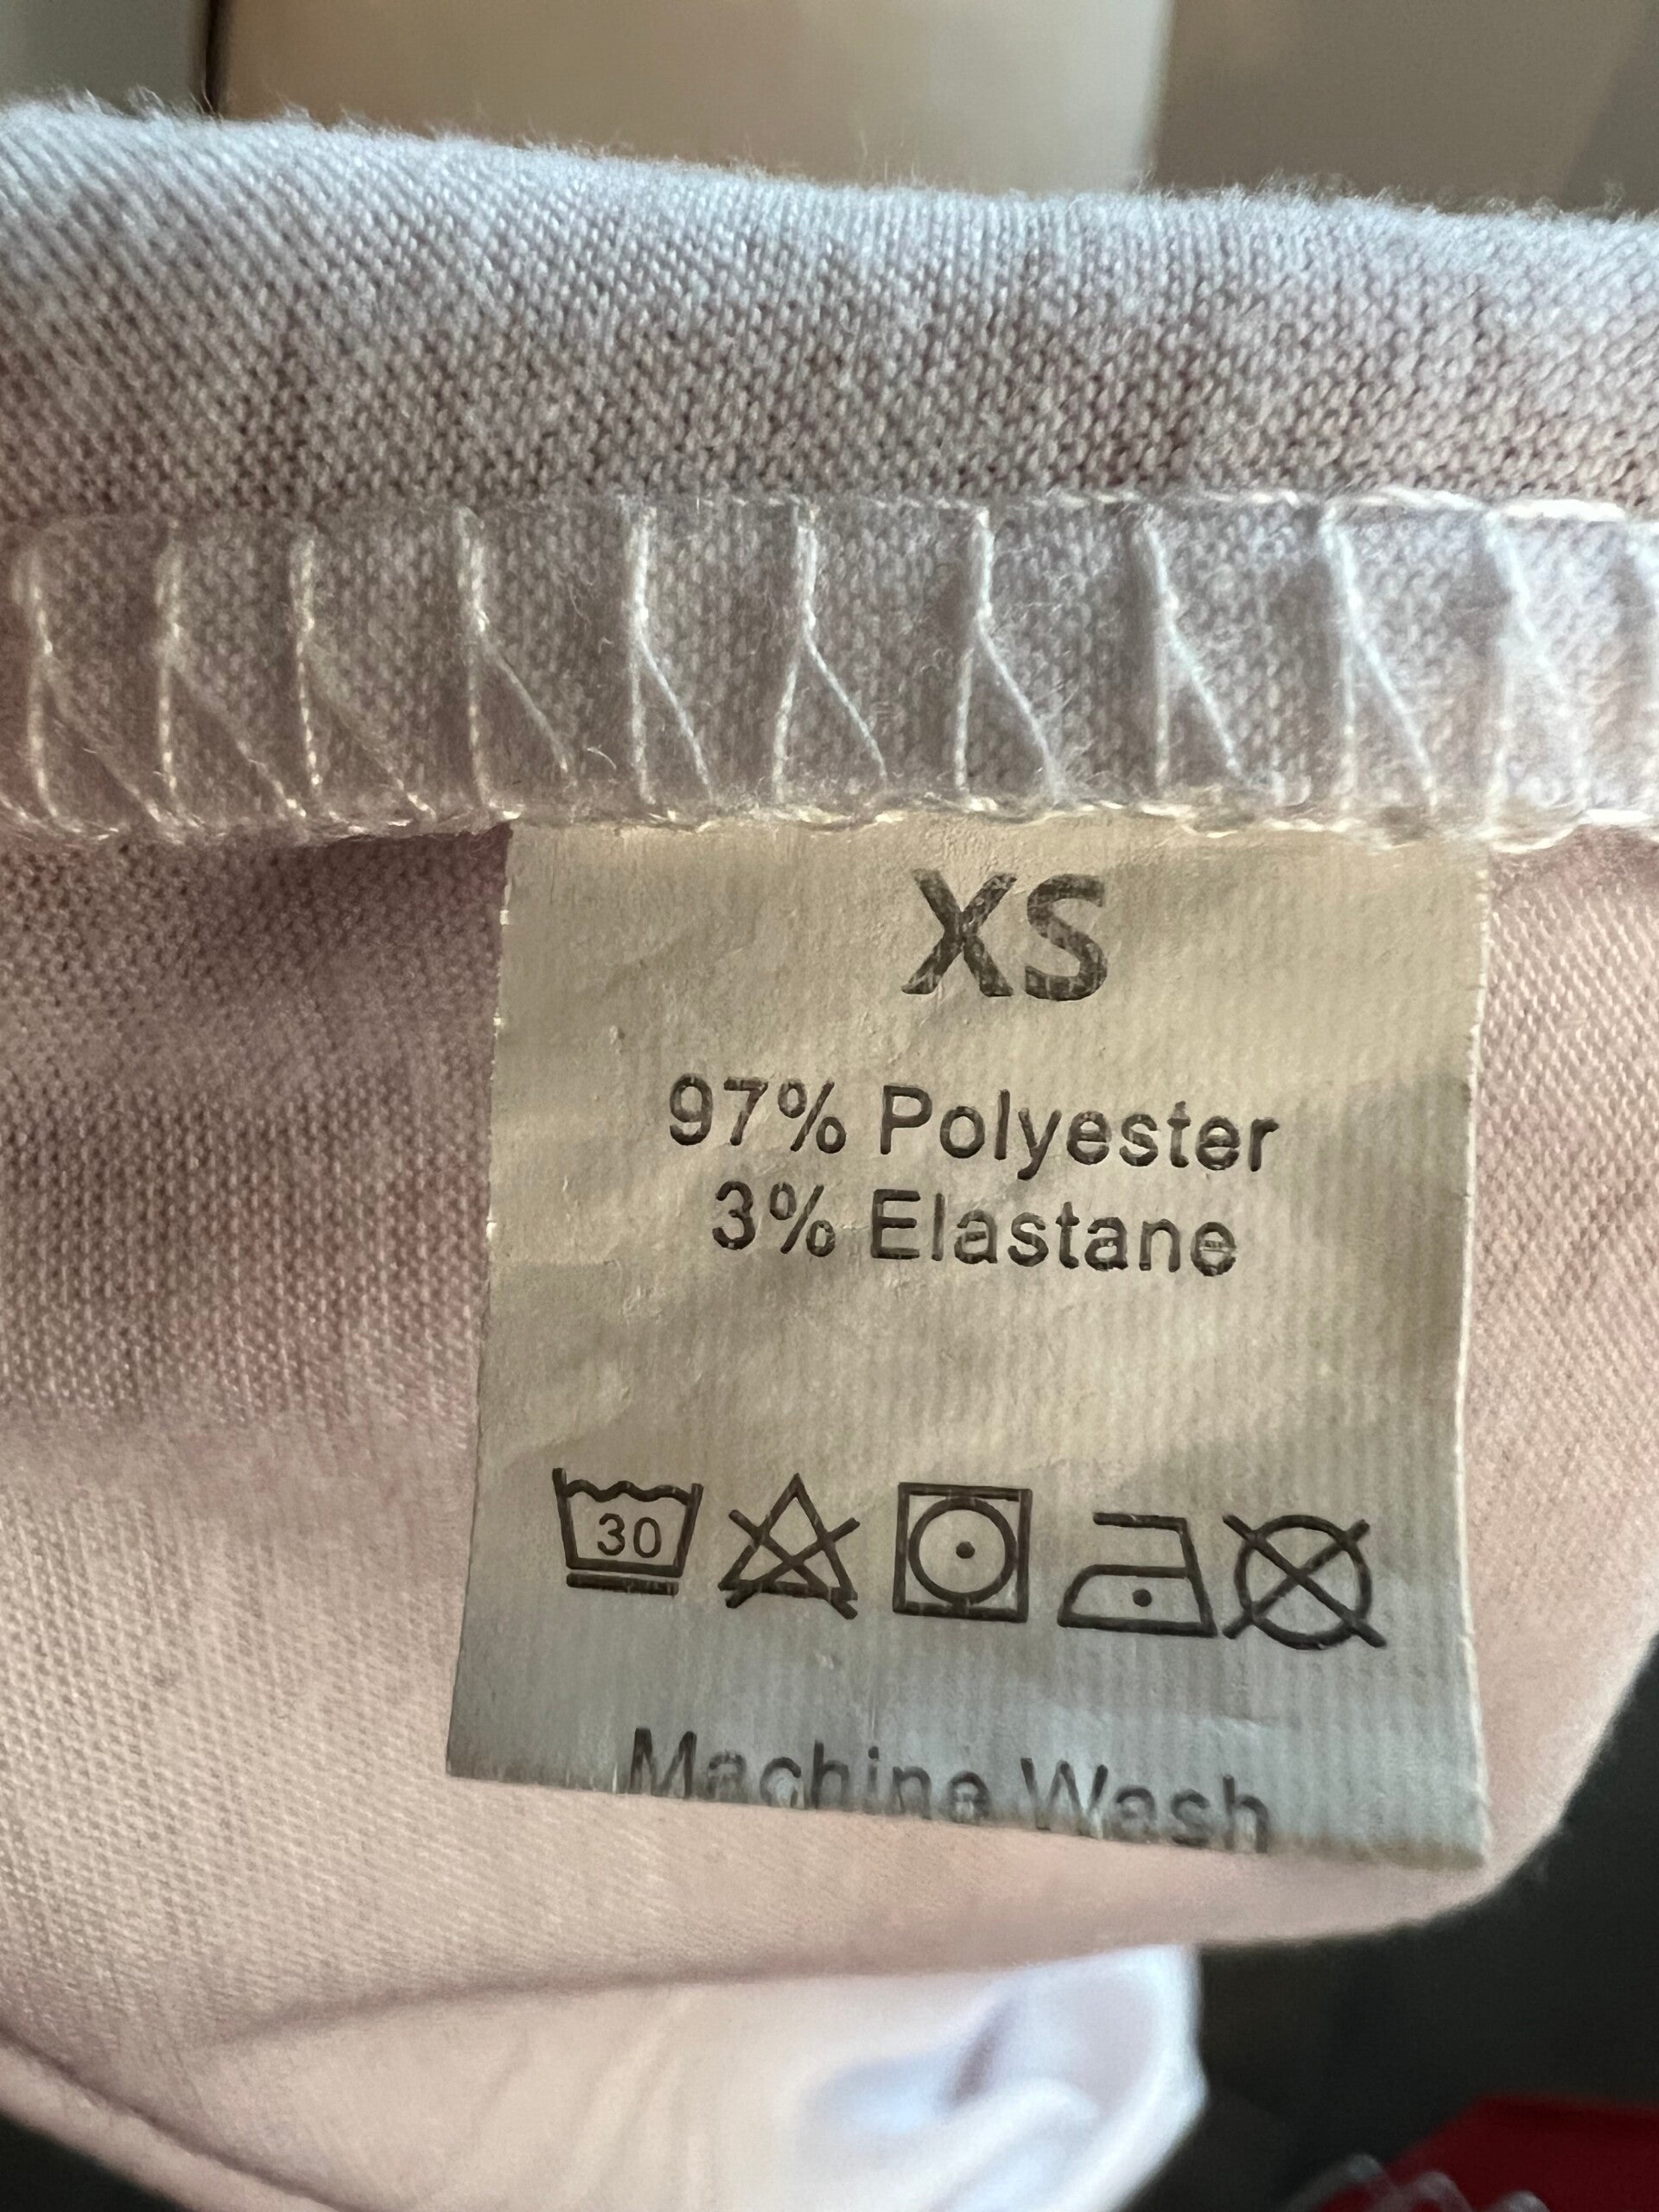 XS
97% Polyester
3% Elastane
30
Machine Wash